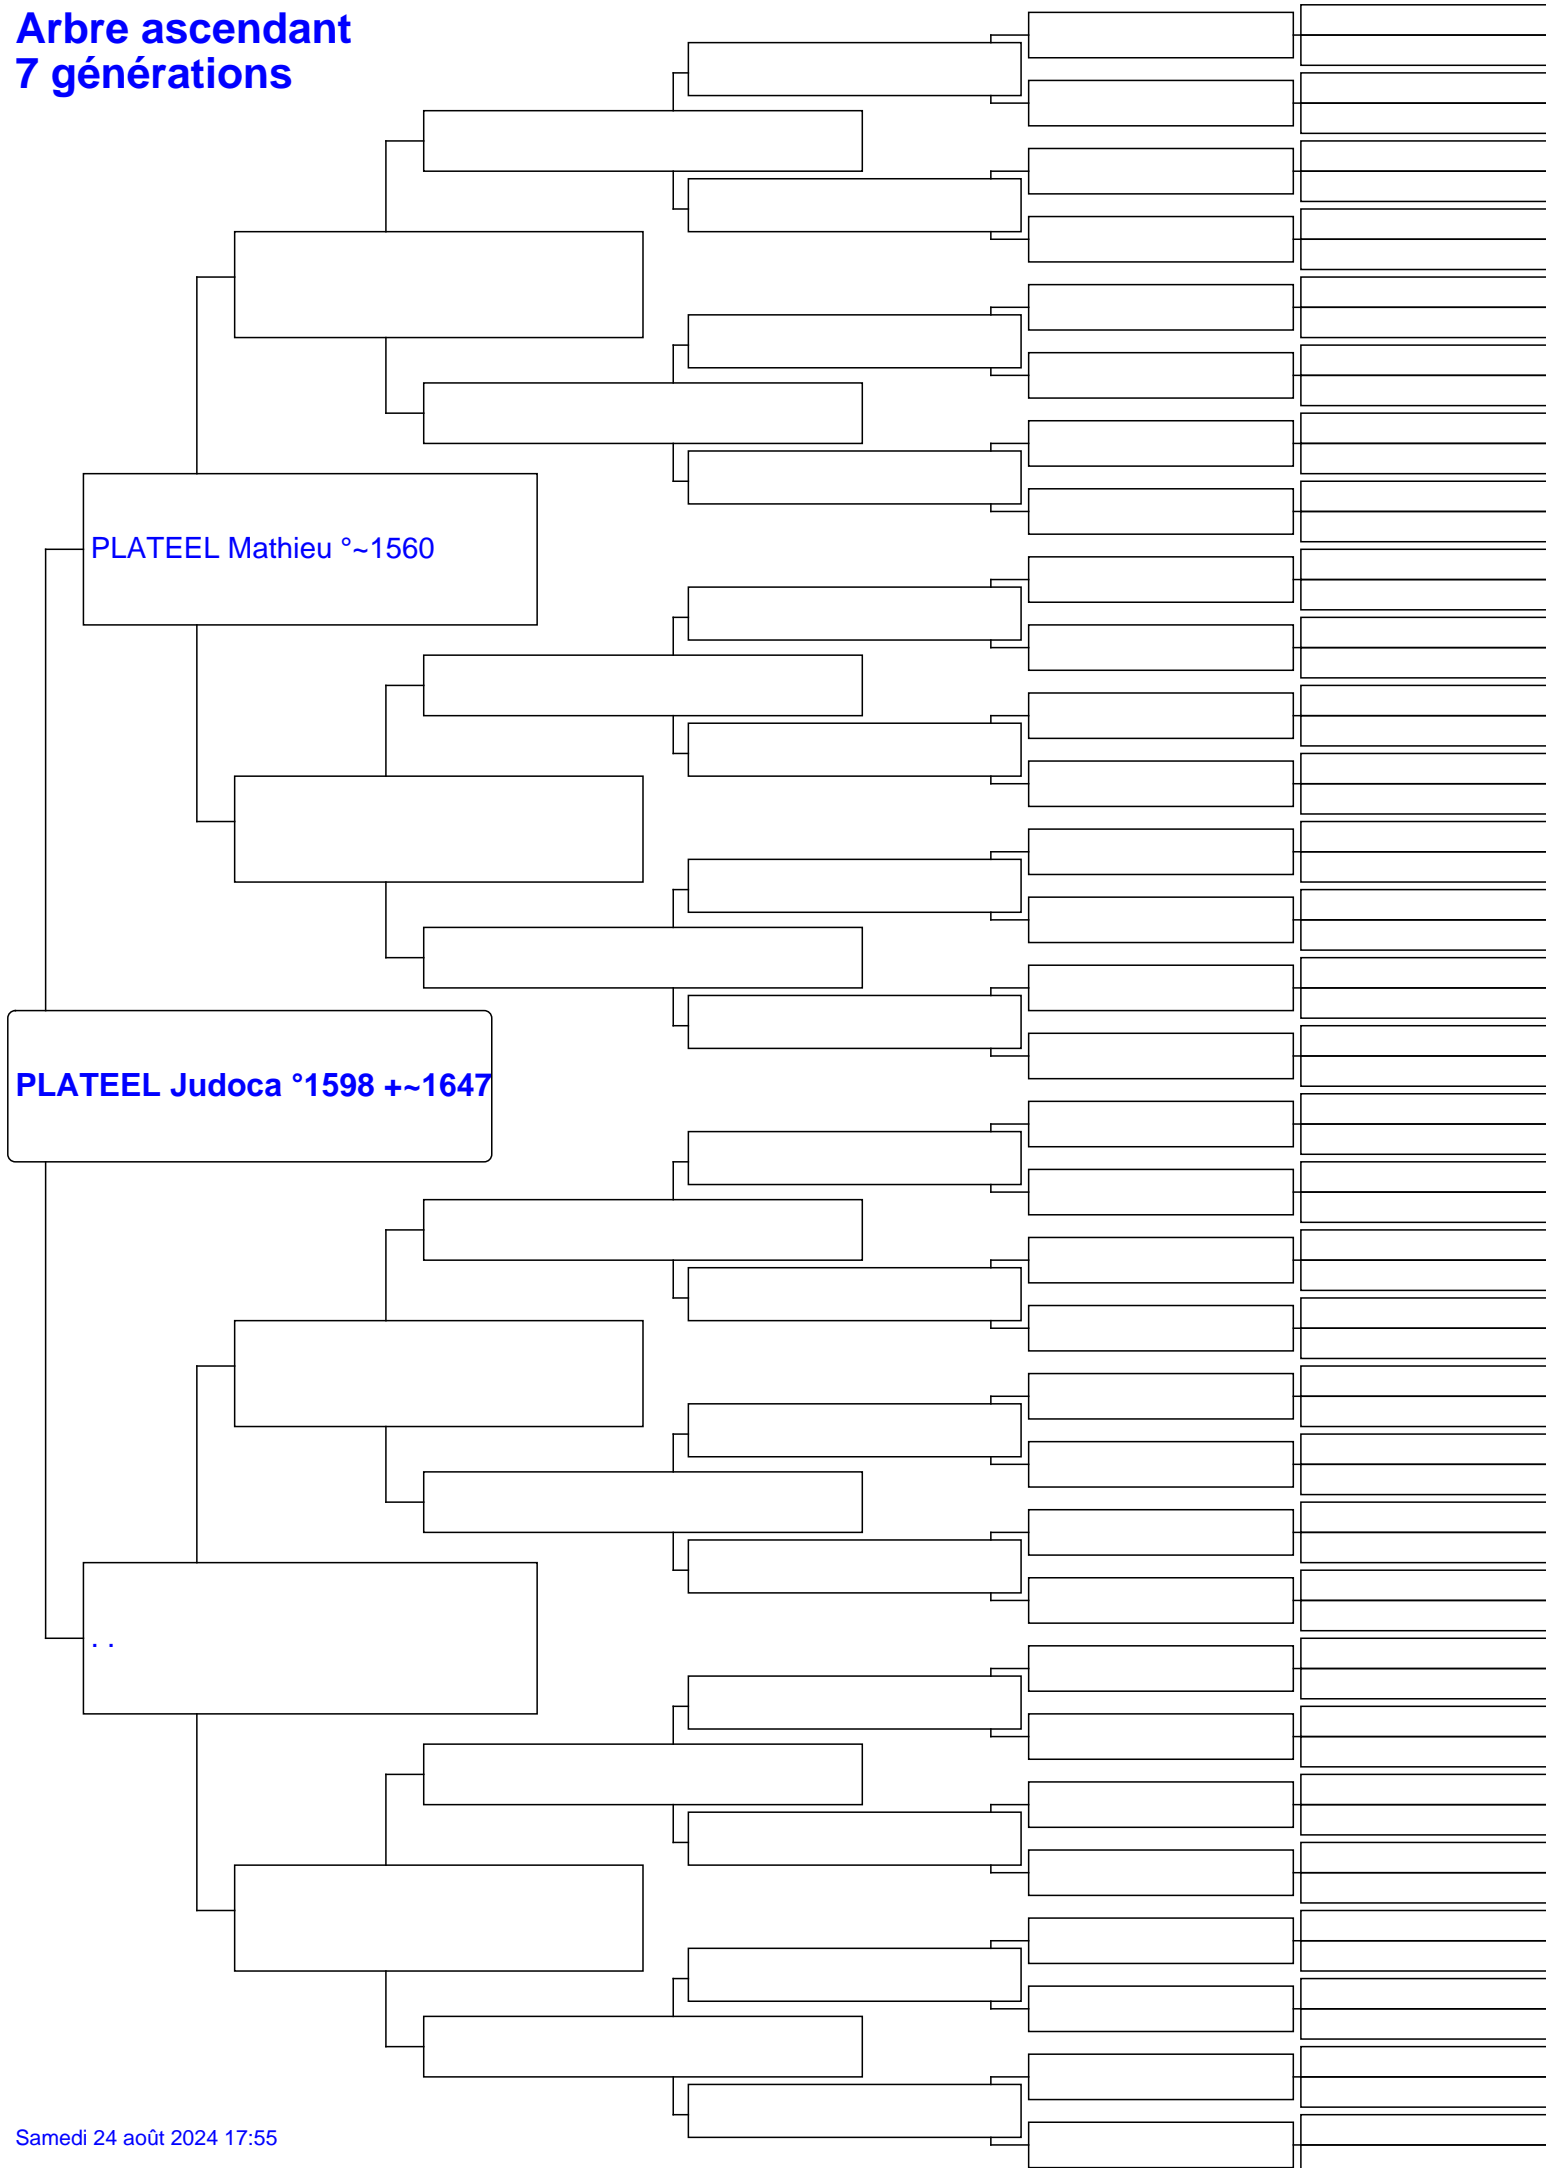 Arbre ascendant
7 générations
PLATEEL Mathieu °~1560
PLATEEL Judoca °1598 +~1647
. .
Samedi 24 août 2024 17:55